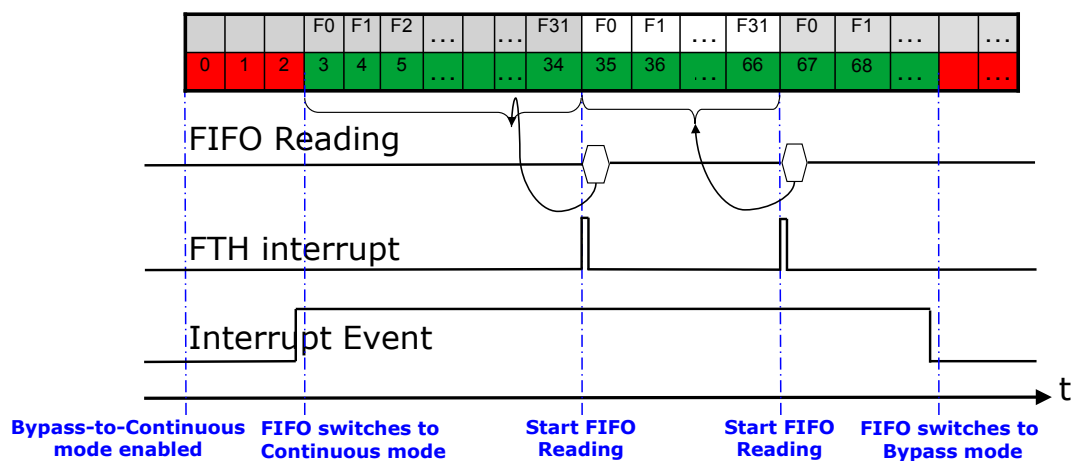 F0 F1 F2 ... ... F31 F0 F1 ... F31 F0 F1 ... ...
0 1 2 3 4 5 ... ... 34 35 36 ... 66 67 68 ... ...
FIFO Reading
FTH interrupt
Interrupt Event
t
Bypass-to-Continuous
mode enabled
FIFO switches to
Continuous mode
Start FIFO
Reading
Start FIFO
Reading
FIFO switches to
Bypass mode